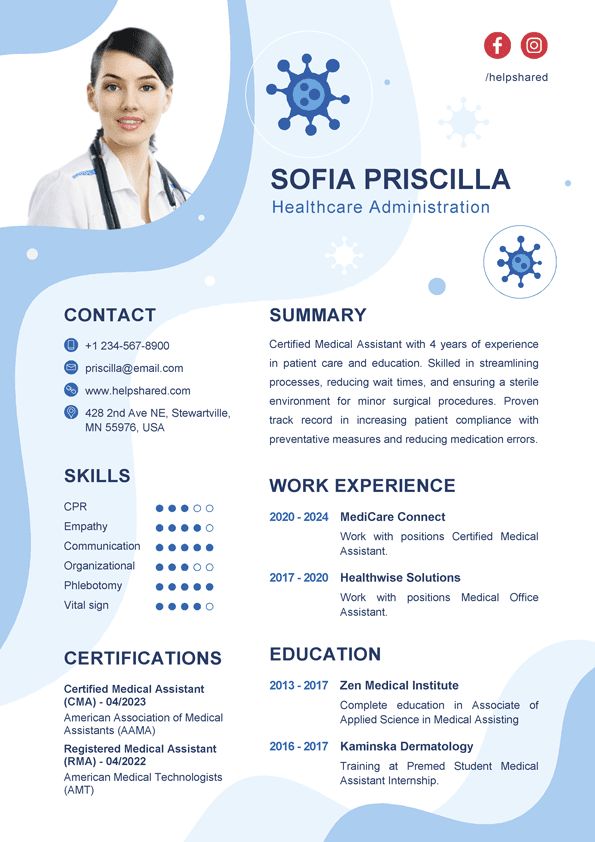 /helpshared
SOFIA PRISCILLA
Healthcare Administration
CONTACT
+1 234-567-8900
priscilla@email.com
www.helpshared.com
428 2nd Ave NE, Stewartville,
MN 55976, USA
SKILLS
CPR
Empathy
Communication
Organizational
Phlebotomy
Vital sign
CERTIFICATIONS
Certified Medical Assistant
(CMA) - 04/2023
American Association of Medical
Assistants (AAMA)
Registered Medical Assistant
(RMA) - 04/2022
American Medical Technologists
(AMT)
SUMMARY
Certified Medical Assistant with 4 years of experience
in patient care and education. Skilled in streamlining
processes, reducing wait times, and ensuring a sterile
environment for minor surgical procedures. Proven
track record in increasing patient compliance with
preventative measures and reducing medication errors.
WORK EXPERIENCE
2020 - 2024 MediCare Connect
Work with positions Certified Medical
Assistant.
2017 - 2020 Healthwise Solutions
Work with positions Medical Office
Assistant.
EDUCATION
2013 - 2017 Zen Medical Institute
Complete education in Associate of
Applied Science in Medical Assisting
2016 - 2017 Kaminska Dermatology
Training at Premed Student Medical
Assistant Internship.